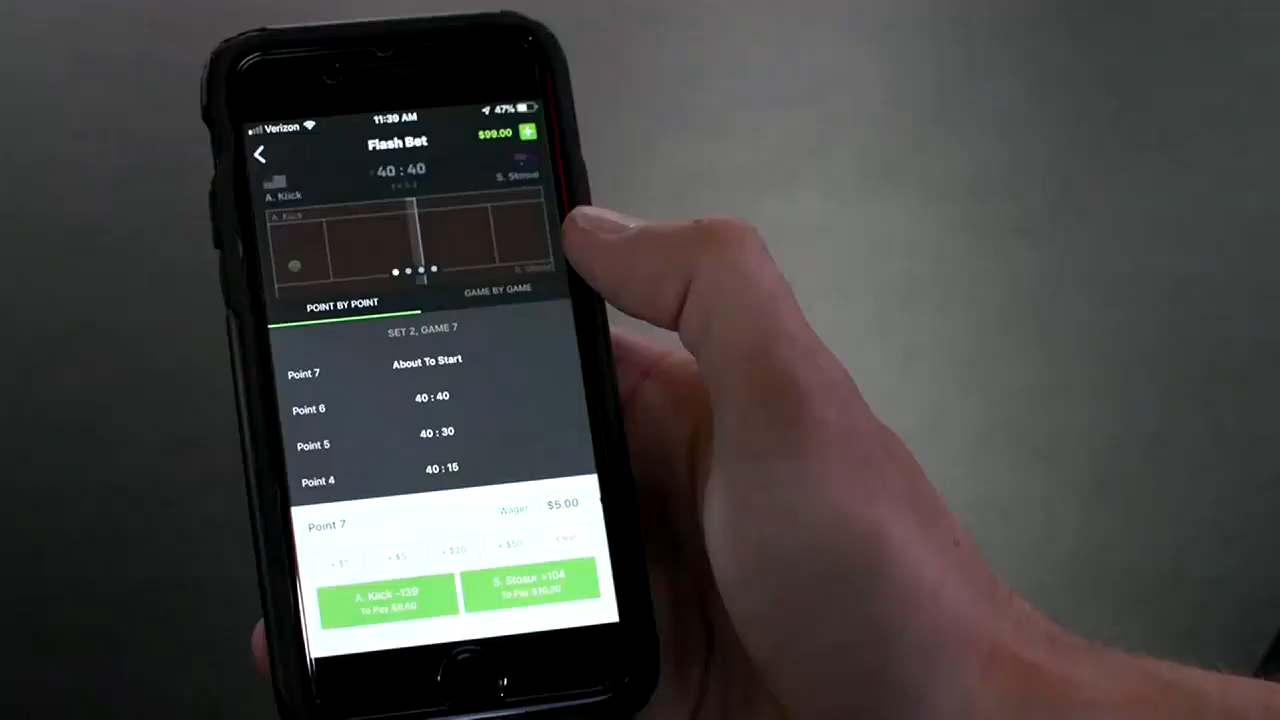 Verizon 11:39 AM 47%
Flash Bet $99.00
40 : 40
A. Klick S. Stosur
A. Klick
S. Stosur
POINT BY POINT GAME BY GAME
SET 2, GAME 7
Point 7 About To Start
Point 6 40 : 40
Point 5 40 : 30
Point 4 40 : 15
Point 7 Wager $5.00
+ $1 + $5 + $20 + $50 Clear
A. Klick -139 S. Stosur +104
To Pay $8.60 To Pay $10.20